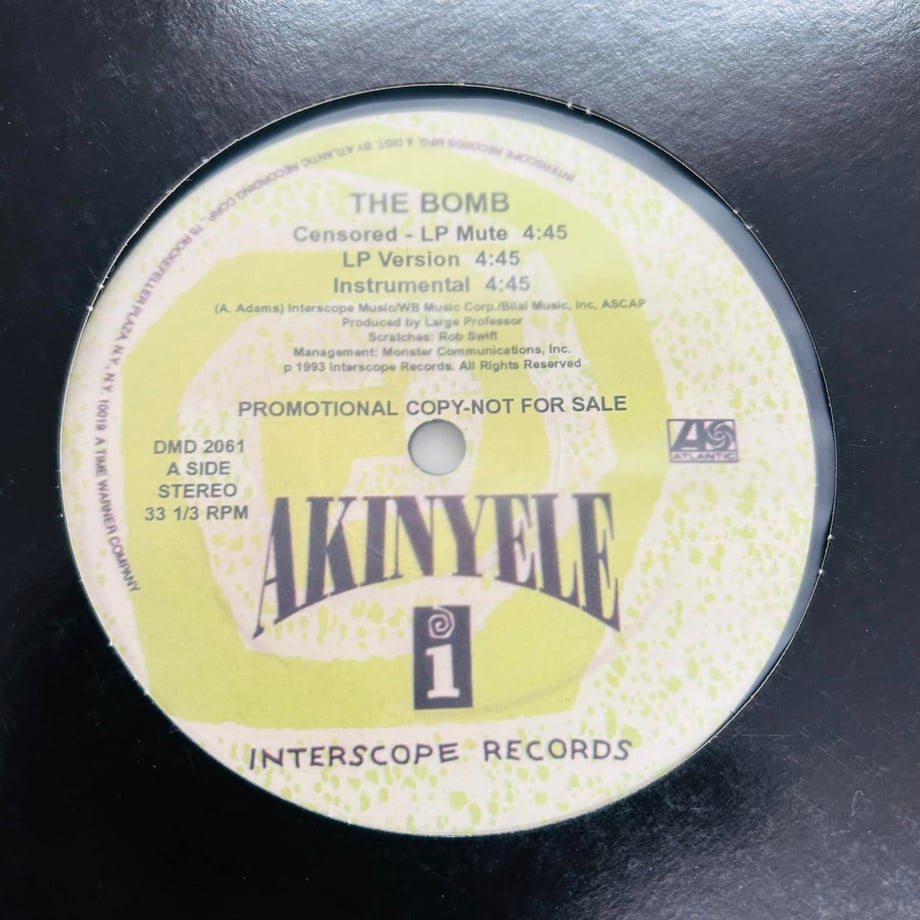 THE BOMB
Censored - LP Mute 4:45
LP Version 4:45
Instrumental 4:45
(A. Adams) Interscope Music/WB Music Corp./Bilal Music, Inc, ASCAP
Produced by Large Professor
Scratches: Rob Swift
Management: Monster Communications, Inc.
p 1993 Interscope Records. All Rights Reserved
PROMOTIONAL COPY-NOT FOR SALE
DMD 2061
A SIDE
STEREO
33 1/3 RPM
ATLANTIC
AKINYELE
i
INTERSCOPE RECORDS
INTERSCOPE RECORDS MFG. & DIST. BY ATLANTIC RECORDING CORP. - 75 ROCKEFELLER PLAZA, N.Y., N.Y. 10019 A TIME WARNER COMPANY